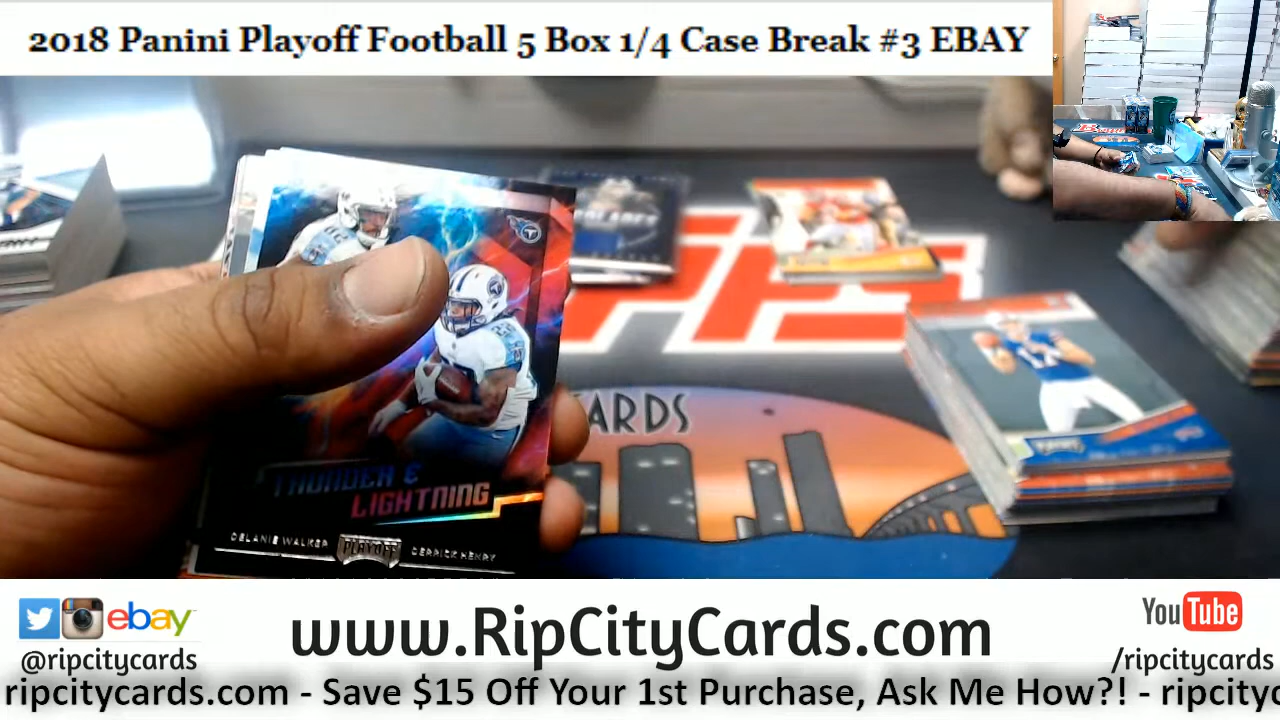 2018 Panini Playoff Football 5 Box 1/4 Case Break #3 EBAY
THUNDER &
LIGHTNING
DELANIE WALKER PLAYOFF DERRICK HENRY
CARDS
17
ebay
@ripcitycards
www.RipCityCards.com
YouTube
/ripcitycards
ripcitycards.com - Save $15 Off Your 1st Purchase, Ask Me How?! - ripcityc